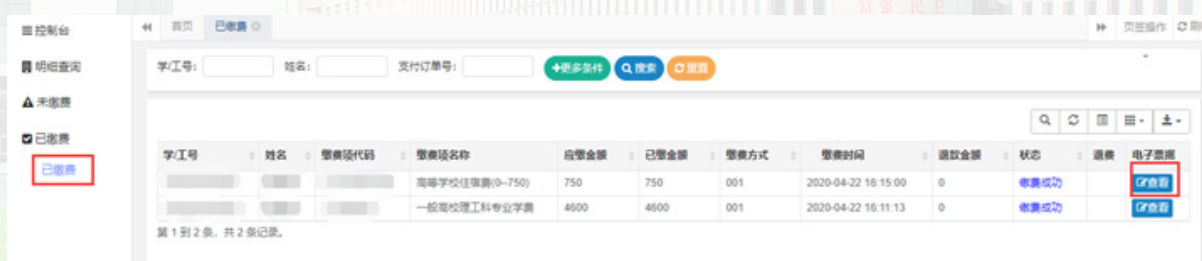 富强 民主
控制台
首页 已缴费
页签操作 刷
明细查询
未缴费
已缴费
已缴费
学/工号: 姓名: 支付订单号: +更多条件 搜索 重置
学/工号 姓名 缴费项代码 缴费项名称 应缴金额 已缴金额 缴费方式 缴费时间 退款金额 状态 退费 电子票据
高等学校住宿费(0--750) 750 750 001 2020-04-22 16:15:00 0 缴费成功 查看
一般高校理工科专业学费 4600 4600 001 2020-04-22 16:11:13 0 缴费成功 查看
第 1 到 2 条，共 2 条记录。